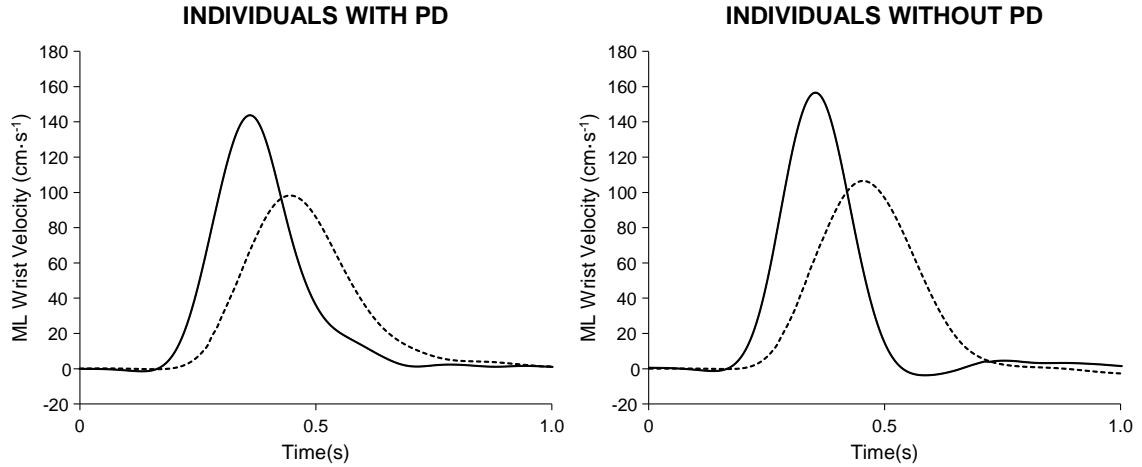 INDIVIDUALS WITH PD
180
160
140
120
100
80
60
40
20
0
-20
ML Wrist Velocity (cm·s-1)
0 0.5 1.0
Time(s)
INDIVIDUALS WITHOUT PD
180
160
140
120
100
80
60
40
20
0
-20
ML Wrist Velocity (cm·s-1)
0 0.5 1.0
Time(s)